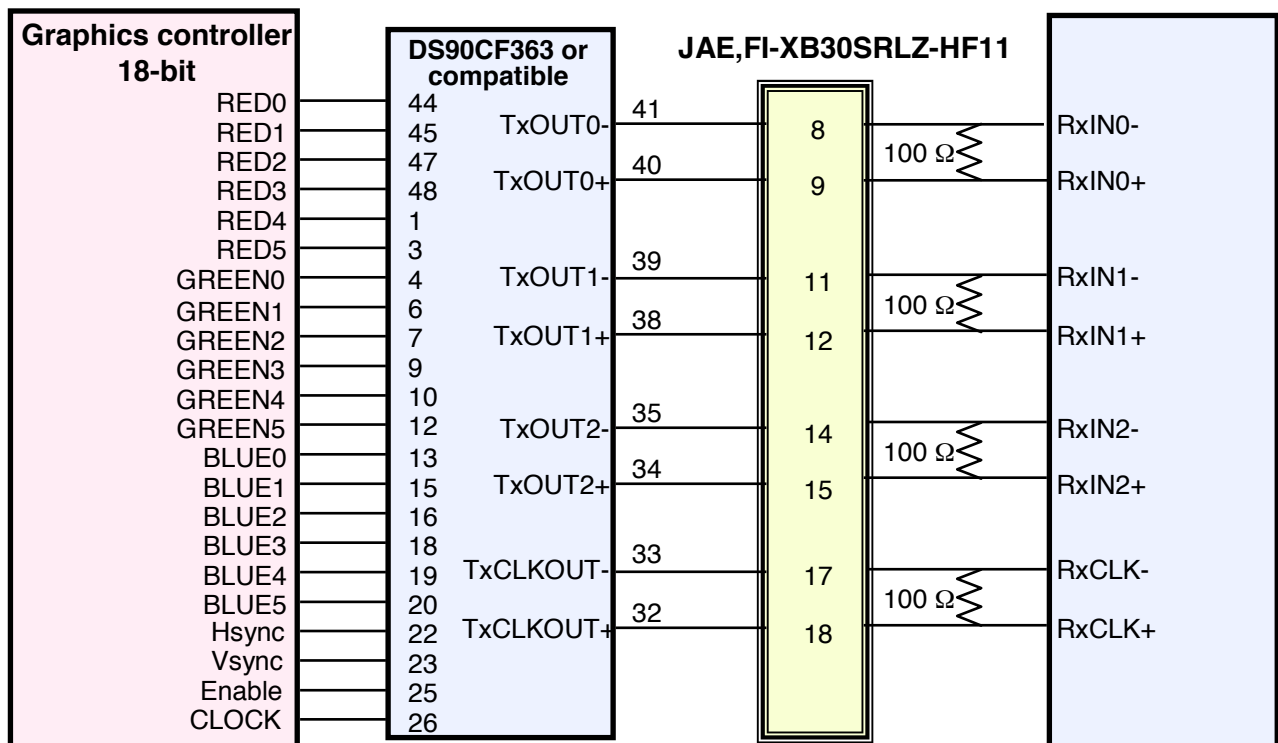 Graphics controller
18-bit
DS90CF363 or
compatible
JAE,FI-XB30SRLZ-HF11
RED0 44
RED1 45
RED2 47
RED3 48
RED4 1
RED5 3
GREEN0 4
GREEN1 6
GREEN2 7
GREEN3 9
GREEN4 10
GREEN5 12
BLUE0 13
BLUE1 15
BLUE2 16
BLUE3 18
BLUE4 19
BLUE5 20
Hsync 22
Vsync 23
Enable 25
CLOCK 26
TxOUT0- 41 8 RxIN0-
100 Ω
TxOUT0+ 40 9 RxIN0+
TxOUT1- 39 11 RxIN1-
100 Ω
TxOUT1+ 38 12 RxIN1+
TxOUT2- 35 14 RxIN2-
100 Ω
TxOUT2+ 34 15 RxIN2+
TxCLKOUT- 33 17 RxCLK-
100 Ω
TxCLKOUT+ 32 18 RxCLK+